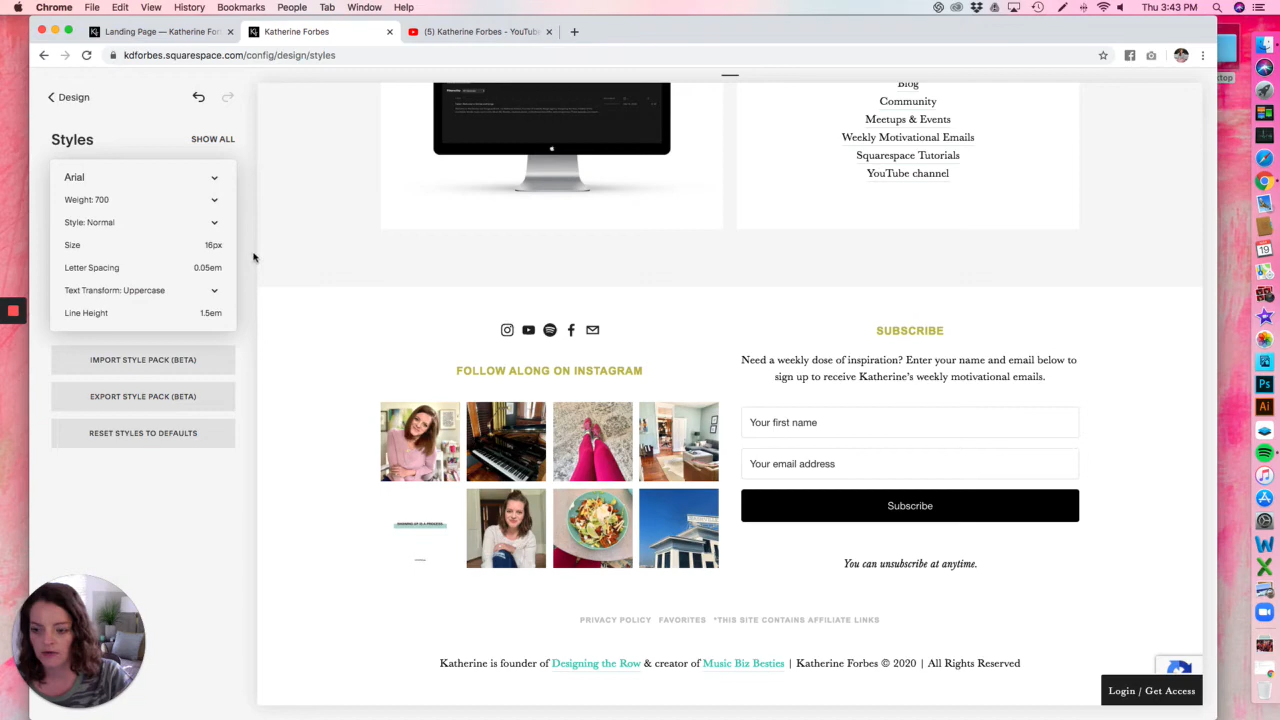 Chrome File Edit View History Bookmarks People Tab Window Help
Thu 3:43 PM
Landing Page — Katherine For
Katherine Forbes
(5) Katherine Forbes - YouTube
kdforbes.squarespace.com/config/design/styles
Design
Styles
SHOW ALL
Arial
Weight: 700
Style: Normal
Size 16px
Letter Spacing 0.05em
Text Transform: Uppercase
Line Height 1.5em
IMPORT STYLE PACK (BETA)
EXPORT STYLE PACK (BETA)
RESET STYLES TO DEFAULTS
Blog
Community
Meetups & Events
Weekly Motivational Emails
Squarespace Tutorials
YouTube channel
FOLLOW ALONG ON INSTAGRAM
SUBSCRIBE
Need a weekly dose of inspiration? Enter your name and email below to
sign up to receive Katherine's weekly motivational emails.
Your first name
Your email address
Subscribe
You can unsubscribe at anytime.
PRIVACY POLICY FAVORITES *THIS SITE CONTAINS AFFILIATE LINKS
Katherine is founder of Designing the Row & creator of Music Biz Besties | Katherine Forbes © 2020 | All Rights Reserved
Login / Get Access
19
Ps
Ai